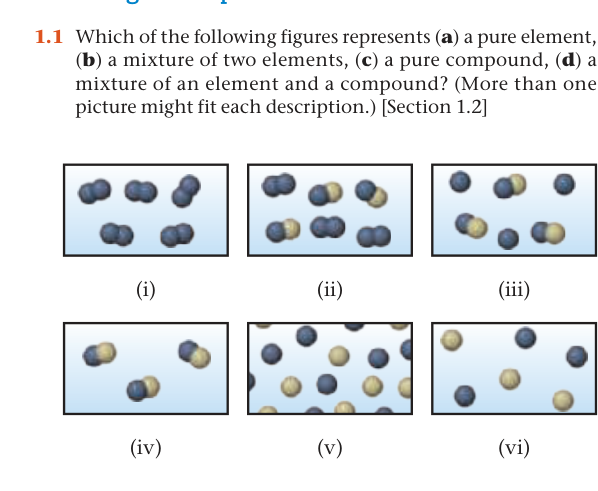 1.1 Which of the following figures represents (a) a pure element,
(b) a mixture of two elements, (c) a pure compound, (d) a
mixture of an element and a compound? (More than one
picture might fit each description.) [Section 1.2]
(i)
(ii)
(iii)
(iv)
(v)
(vi)